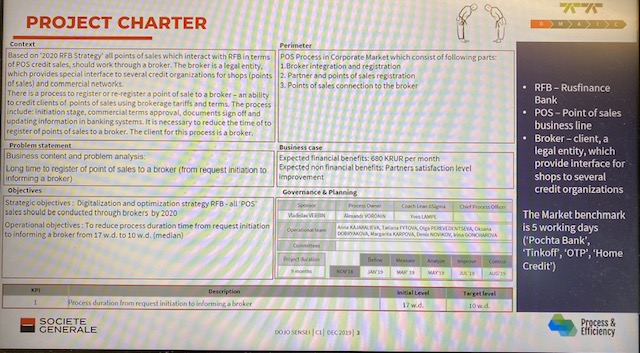 PROJECT CHARTER
D M A I C
Context
Based on '2020 RFB Strategy' all points of sales which interact with RFB in terms
of POS credit sales, should work through a broker. The broker is a legal entity,
which provides special interface to several credit organizations for shops (points
of sales) and commercial networks.
There is a process to register or re-register a point of sale to a broker – an ability
to credit clients of points of sales using brokerage tariffs and terms. The process
include: initiation stage, commercial terms approval, documents sign off and
updating information in banking systems. It is necessary to reduce the time of to
register of points of sales to a broker. The client for this process is a broker.
Perimeter
POS Process in Corporate Market which consist of following parts:
1.Broker integration and registration
2. Partner and points of sales registration
3. Points of sales connection to the broker
Problem statement
Business content and problem analysis:
Long time to register of point of sales to a broker (from request initiation to
informing a broker)
Business case
Expected financial benefits: 680 KRUR per month
Expected non financial benefits: Partners satisfaction level
improvement
Objectives
Strategic objectives : Digitalization and optimization strategy RFB - all 'POS'
sales should be conducted through brokers by 2020
Operational objectives : To reduce process duration time from request initiation
to informing a broker from 17 w.d. to 10 w.d. (median)
Governance & Planning
Sponsor Process Owner Coach Lean 6Sigma Chief Process Officer
Vladislav VERBIN Alexandr VORONIN Yves LAMPE
Operational team Anna KAJAHALIEVA, Tatiana FYTOVA, Olga PEREVEDENTSEVA, Oksana
DOBRYAKOVA, Margarita KARPOVA, Denis NOVIKOV, Irina GONCHAROVA
Committees
Project duration Define Measure Analyze Improve Control
9 months NOV'18 JAN'19 MAR'19 MAY'19 JUL'19 AUG'19
KPI Description Initial Level Target level
1 Process duration from request initiation to informing a broker 17 w.d. 10 w.d.
• RFB – Rusfinance
Bank
• POS – Point of sales
business line
• Broker – client, a
legal entity, which
provide interface for
shops to several
credit organizations
The Market benchmark
is 5 working days
('Pochta Bank',
'Tinkoff', 'OTP', 'Home
Credit')
SOCIETE
GENERALE
DOJO SENSEI | C1 | DEC 2019 | 3
Process &
Efficiency